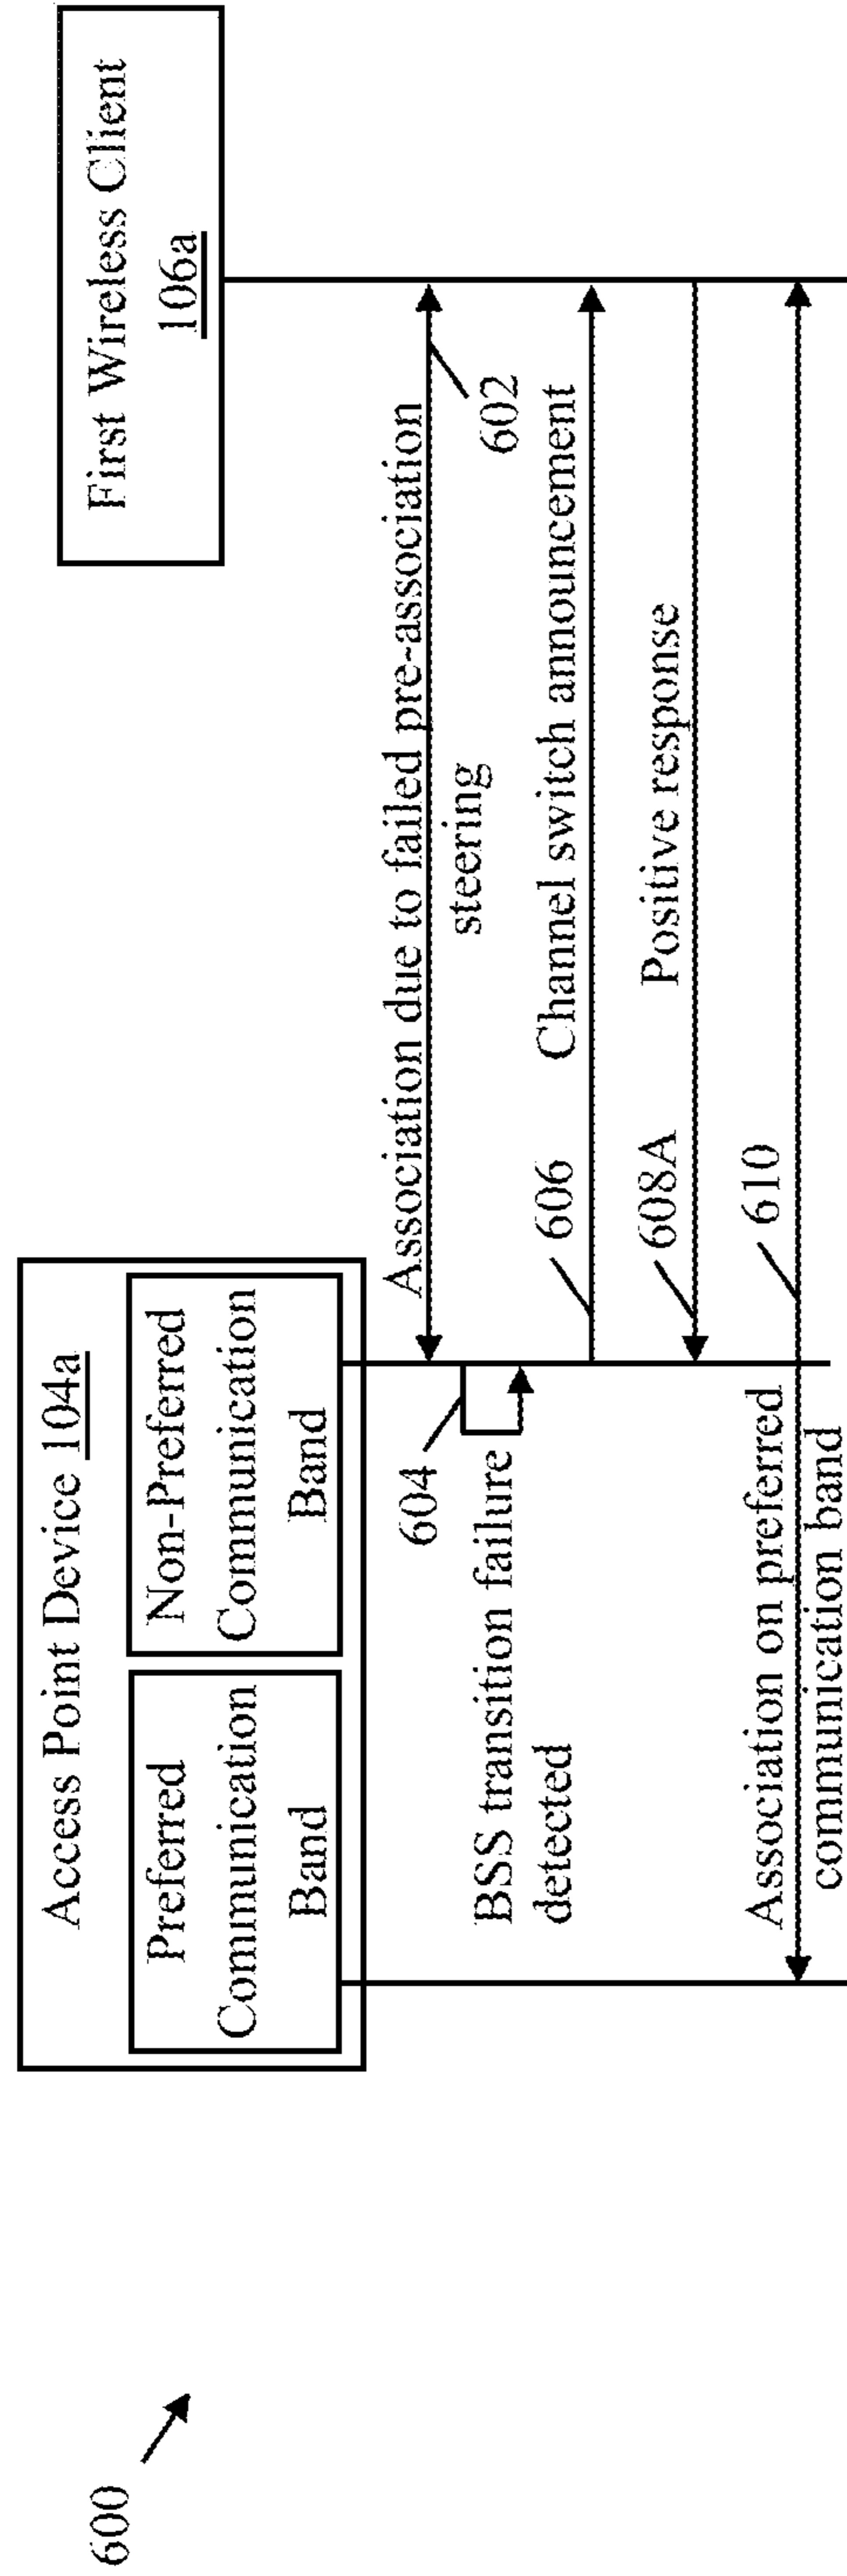 600
Access Point Device 104a
Preferred
Communication
Band
Non-Preferred
Communication
Band
First Wireless Client
106a
Association due to failed pre-association
steering
602
604
BSS transition failure
detected
606
Channel switch announcement
608A
Positive response
610
Association on preferred
communication band